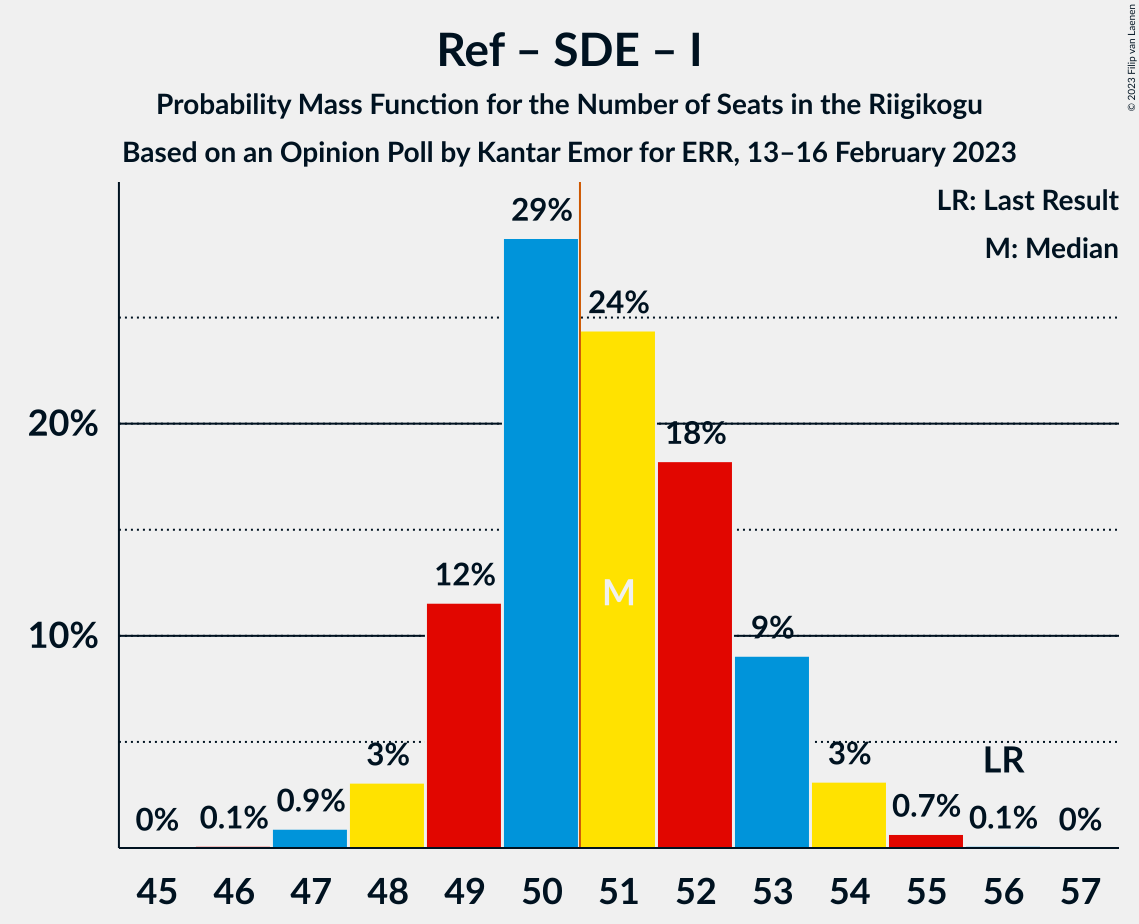 Ref – SDE – I
Probability Mass Function for the Number of Seats in the Riigikogu
Based on an Opinion Poll by Kantar Emor for ERR, 13–16 February 2023
© 2023 Filip van Laenen
LR: Last Result
M: Median
29%
24%
20%
18%
12%
M
10%
9%
3%
3%
LR
0%
0.1%
0.9%
0.7%
0.1%
0%
45 46 47 48 49 50 51 52 53 54 55 56 57